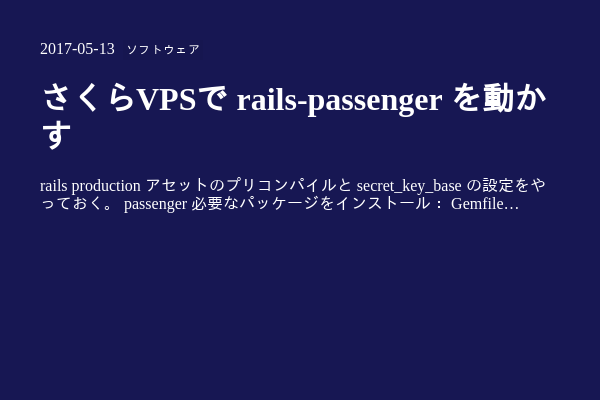 2017-05-13 ソフトウェア
さくらVPSで rails-passenger を動か
す
rails production アセットのプリコンパイルと secret_key_base の設定をや
っておく。 passenger 必要なパッケージをインストール： Gemfile…